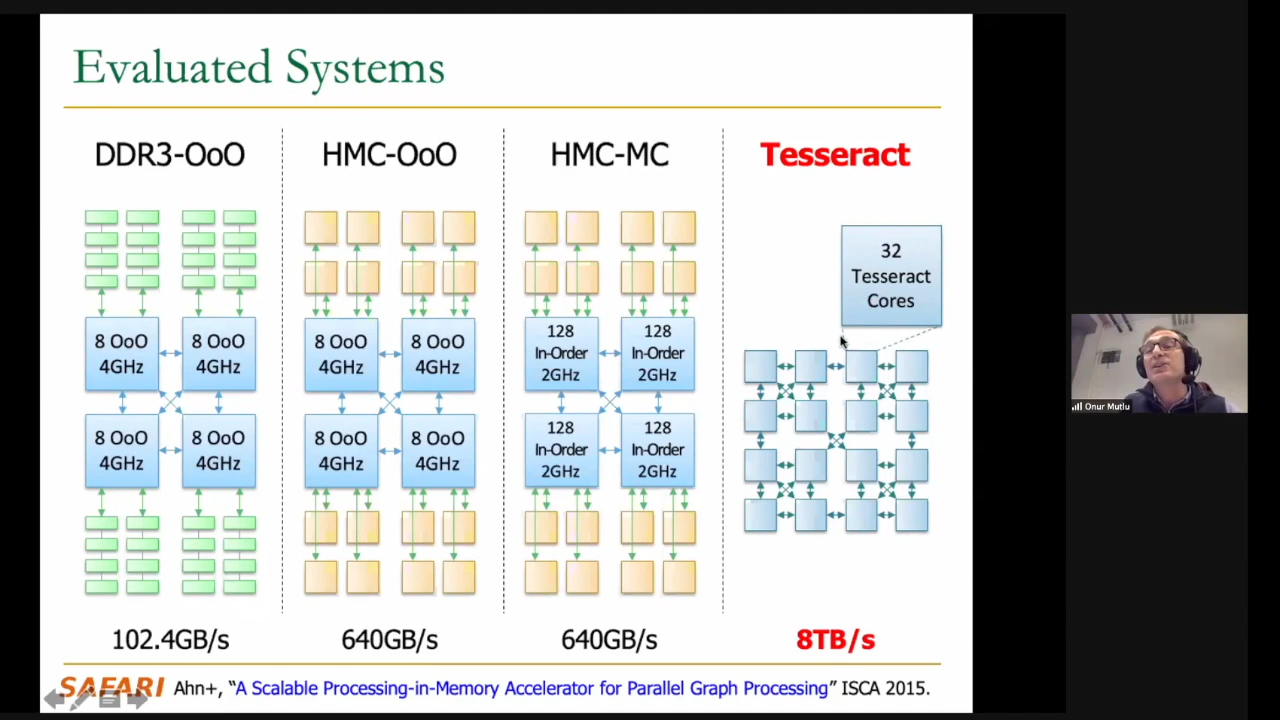 Evaluated Systems
DDR3-OoO
HMC-OoO
HMC-MC
Tesseract
32
Tesseract
Cores
8 OoO
4GHz
8 OoO
4GHz
8 OoO
4GHz
8 OoO
4GHz
128
In-Order
2GHz
128
In-Order
2GHz
8 OoO
4GHz
8 OoO
4GHz
8 OoO
4GHz
8 OoO
4GHz
128
In-Order
2GHz
128
In-Order
2GHz
102.4GB/s
640GB/s
640GB/s
8TB/s
SAFARI Ahn+, “A Scalable Processing-in-Memory Accelerator for Parallel Graph Processing” ISCA 2015.
Onur Mutlu